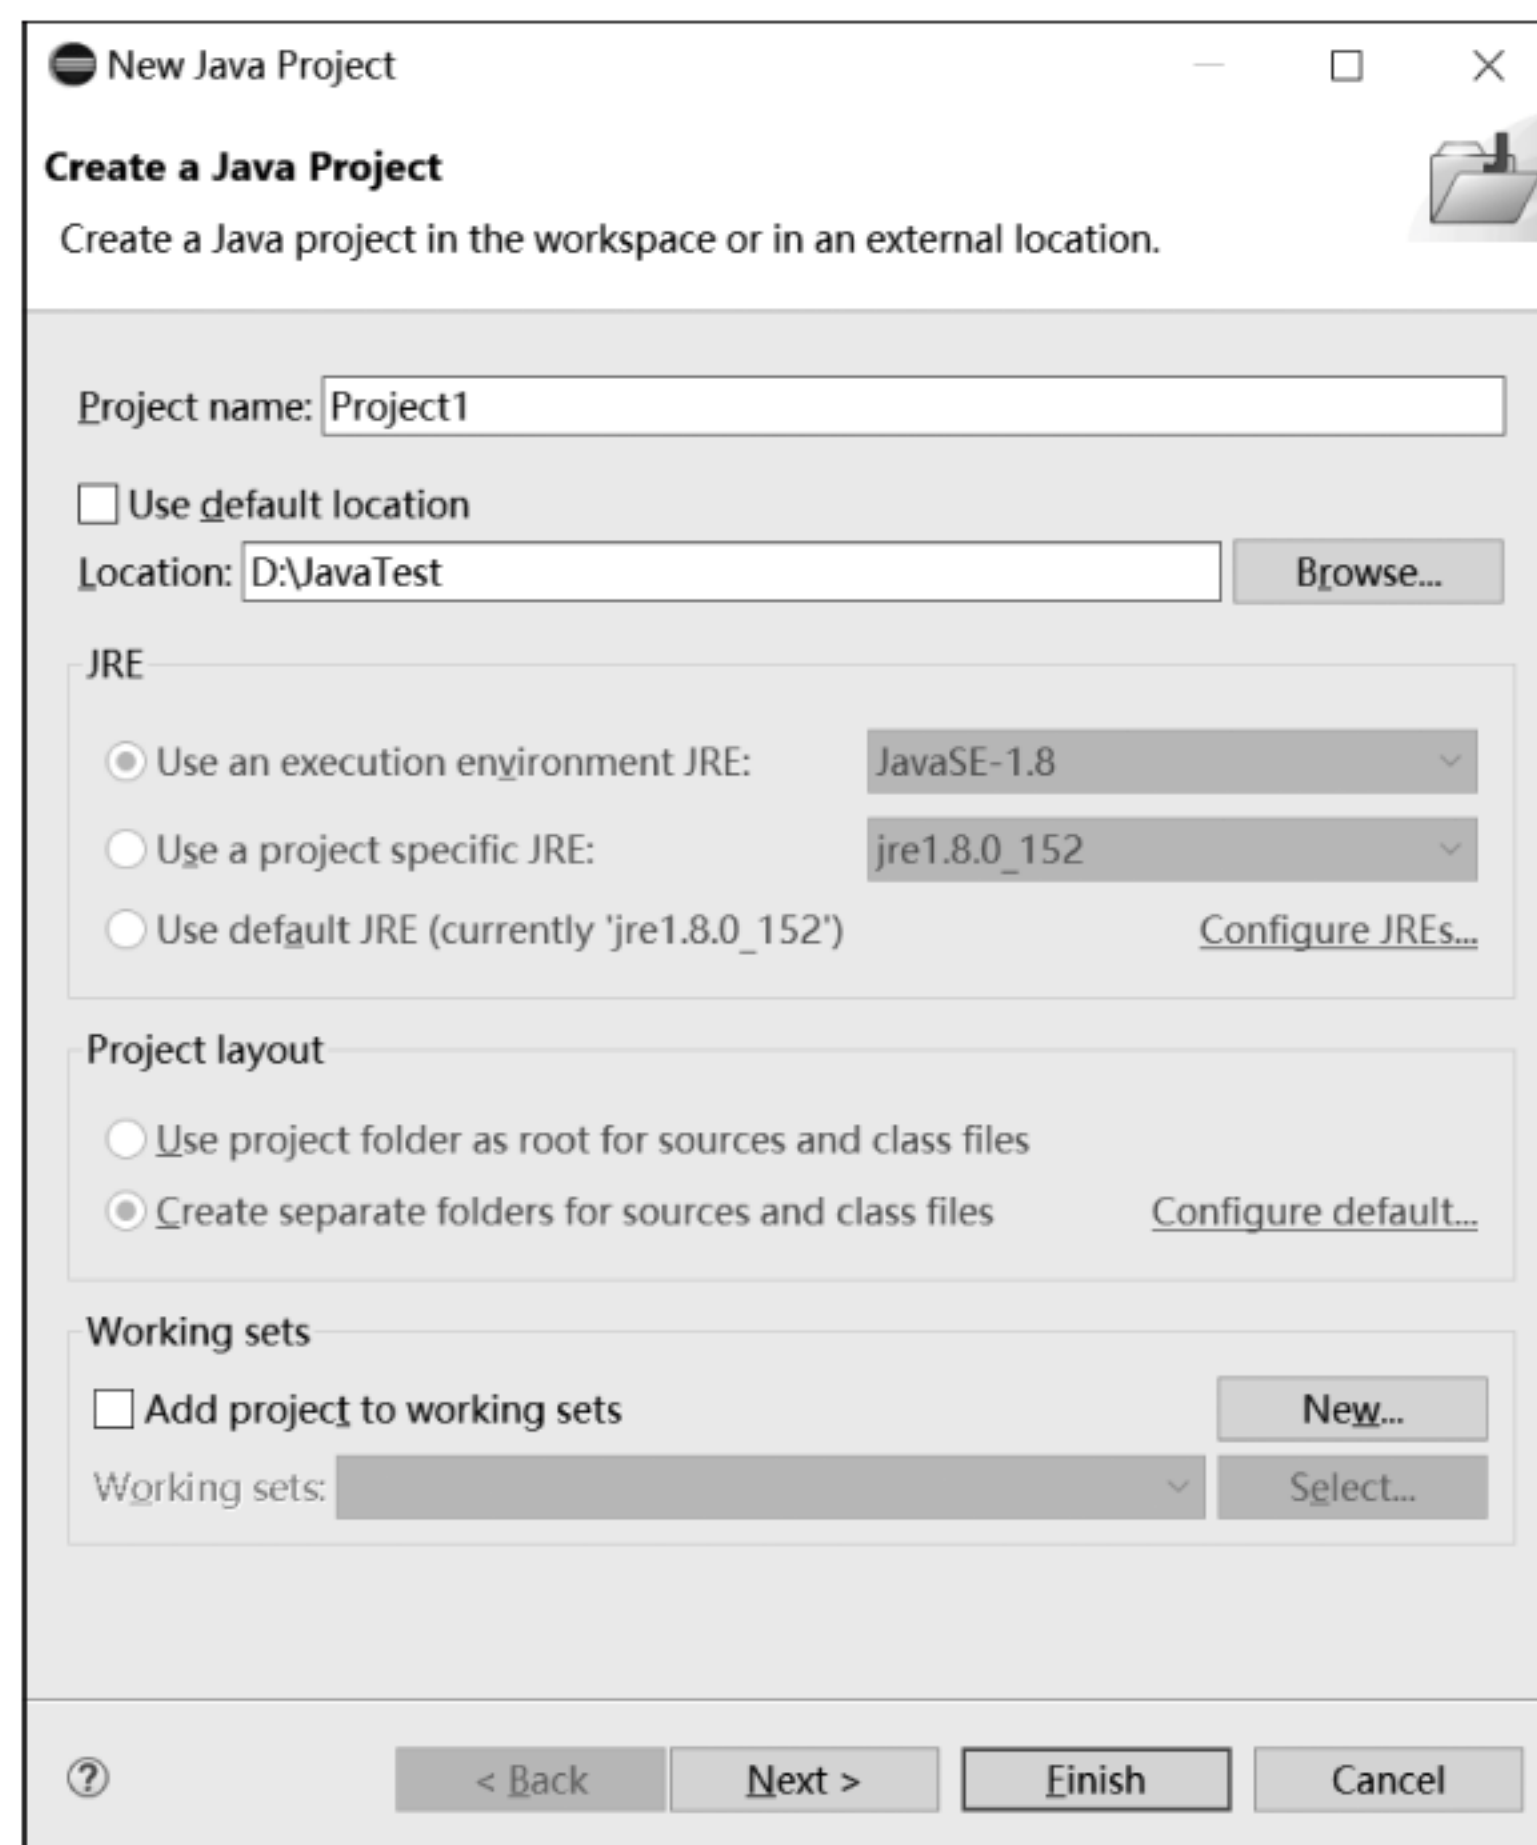 New Java Project
Create a Java Project
Create a Java project in the workspace or in an external location.
Project name: Project1
Use default location
Location: D:\JavaTest Browse...
JRE
Use an execution environment JRE: JavaSE-1.8
Use a project specific JRE: jre1.8.0_152
Use default JRE (currently 'jre1.8.0_152') Configure JREs...
Project layout
Use project folder as root for sources and class files
Create separate folders for sources and class files Configure default...
Working sets
Add project to working sets New...
Working sets: Select...
? < Back Next > Finish Cancel